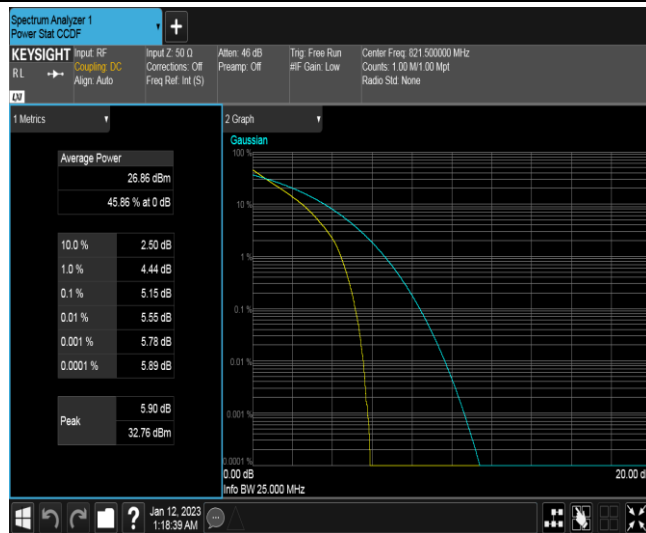 Spectrum Analyzer 1
Power Stat CCDF
+
KEYSIGHT
RL
Input: RF
Coupling: DC
Align: Auto
Input Z: 50 Ω
Corrections: Off
Freq Ref: Int (S)
Atten: 46 dB
Preamp: Off
Trig: Free Run
#IF Gain: Low
Center Freq: 821.500000 MHz
Counts: 1.00 M/1.00 Mpt
Radio Std: None
1 Metrics
Average Power
26.86 dBm
45.86 % at 0 dB
10.0 % 2.50 dB
1.0 % 4.44 dB
0.1 % 5.15 dB
0.01 % 5.55 dB
0.001 % 5.78 dB
0.0001 % 5.89 dB
Peak
5.90 dB
32.76 dBm
2 Graph
Gaussian
100 %
10 %
1 %
0.1 %
0.01 %
0.001 %
0.0001 %
0.00 dB
20.00 d
Info BW 25.000 MHz
?
Jan 12, 2023
1:18:39 AM